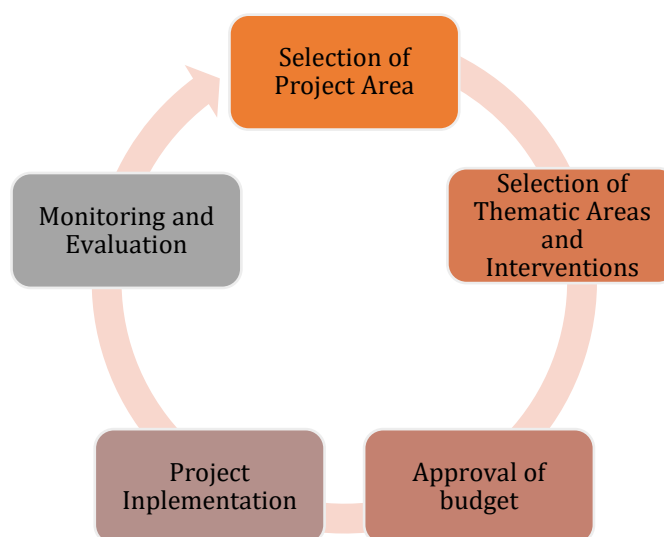 Selection of
Project Area
Selection of
Thematic Areas
and
Interventions
Approval of
budget
Project
Inplementation
Monitoring and
Evaluation